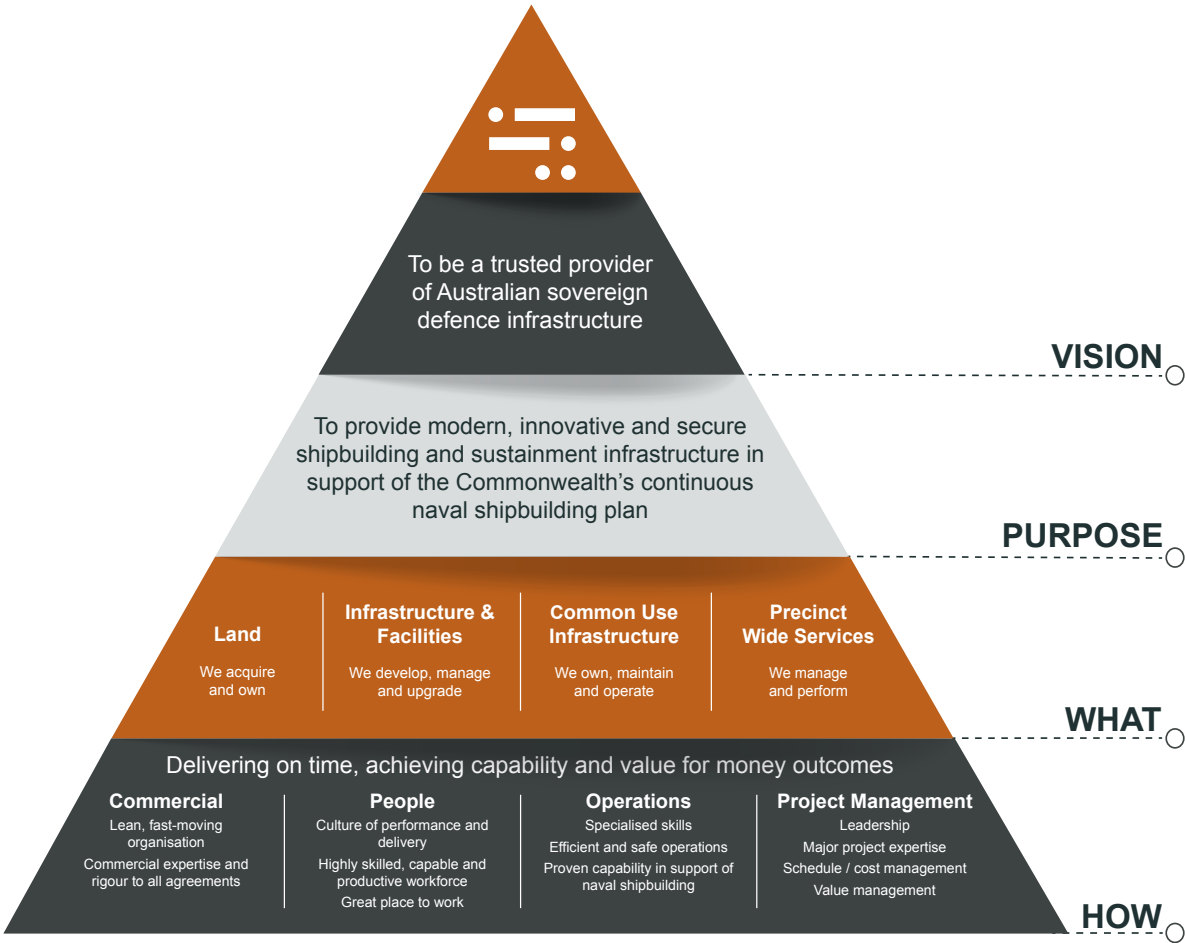 To be a trusted provider
of Australian sovereign
defence infrastructure
VISION
To provide modern, innovative and secure
shipbuilding and sustainment infrastructure in
support of the Commonwealth’s continuous
naval shipbuilding plan
PURPOSE
Land
We acquire
and own
Infrastructure &
Facilities
We develop, manage
and upgrade
Common Use
Infrastructure
We own, maintain
and operate
Precinct
Wide Services
We manage
and perform
WHAT
Delivering on time, achieving capability and value for money outcomes
Commercial
Lean, fast-moving
organisation
Commercial expertise and
rigour to all agreements
People
Culture of performance and
delivery
Highly skilled, capable and
productive workforce
Great place to work
Operations
Specialised skills
Efficient and safe operations
Proven capability in support of
naval shipbuilding
Project Management
Leadership
Major project expertise
Schedule / cost management
Value management
HOW